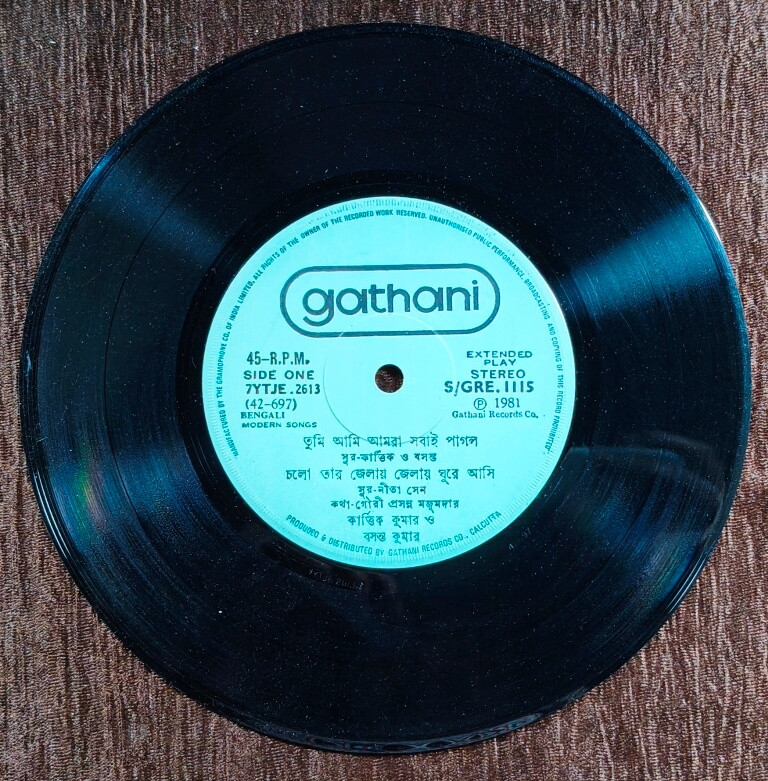 MANUFACTURED BY THE GRAMOPHONE CO. OF INDIA LIMITED. ALL RIGHTS OF THE OWNER OF THE RECORDED WORK RESERVED. UNAUTHORISED PUBLIC PERFORMANCE, BROADCASTING AND COPYING OF THIS RECORD PROHIBITED.
gathani
45-R.P.M.
SIDE ONE
7YTJE.2613
(42-697)
BENGALI
MODERN SONGS
EXTENDED
PLAY
STEREO
S/GRE.1115
Ⓟ 1981
Gathani Records Co.
তুমি আমি আমরা সবাই পাগল
সুর-কার্ত্তিক ও বসন্ত
চলো তার জেলায় জেলায় ঘুরে আসি
সুর-নীতা সেন
কথা-গৌরী প্রসন্ন মজুমদার
কার্ত্তিক কুমার ও
বসন্ত কুমার
PRODUCED & DISTRIBUTED BY GATHANI RECORDS CO., CALCUTTA